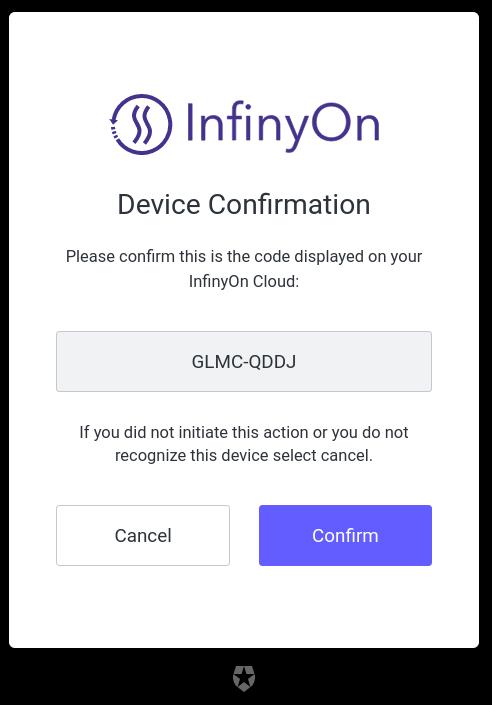 InfinyOn
Device Confirmation
Please confirm this is the code displayed on your
InfinyOn Cloud:
GLMC-QDDJ
If you did not initiate this action or you do not
recognize this device select cancel.
Cancel
Confirm